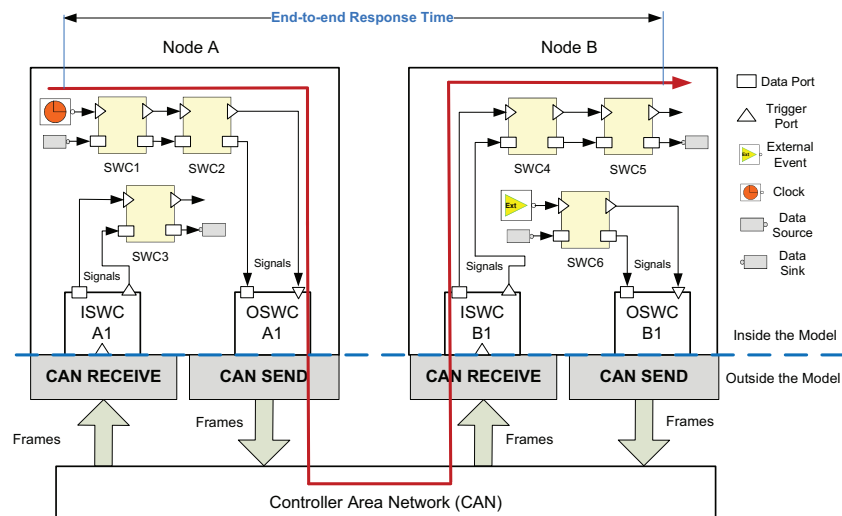 End-to-end Response Time
Node A
Node B
SWC1
SWC2
SWC3
Signals
Signals
ISWC
A1
OSWC
A1
CAN RECEIVE
CAN SEND
Frames
Frames
SWC4
SWC5
Ext
SWC6
Signals
Signals
ISWC
B1
OSWC
B1
CAN RECEIVE
CAN SEND
Frames
Frames
Data Port
Trigger
Port
Ext
External
Event
Clock
Data
Source
Data
Sink
Inside the Model
Outside the Model
Controller Area Network (CAN)